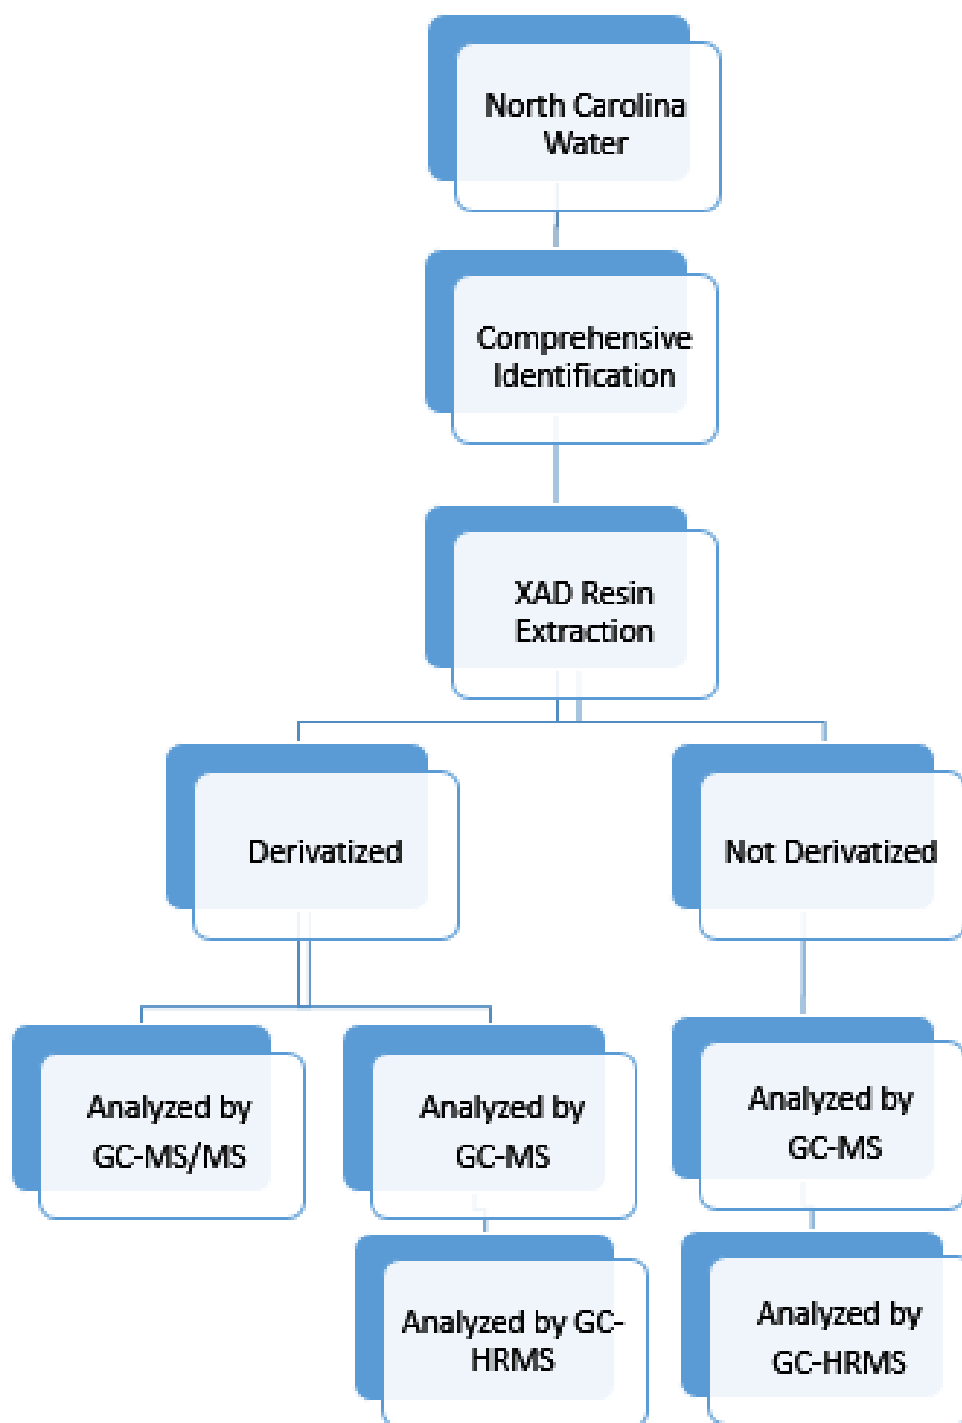 North Carolina
Water
Comprehensive
Identification
XAD Resin
Extraction
Derivatized
Not Derivatized
Analyzed by
GC-MS/MS
Analyzed by
GC-MS
Analyzed by
GC-MS
Analyzed by GC-
HRMS
Analyzed by
GC-HRMS